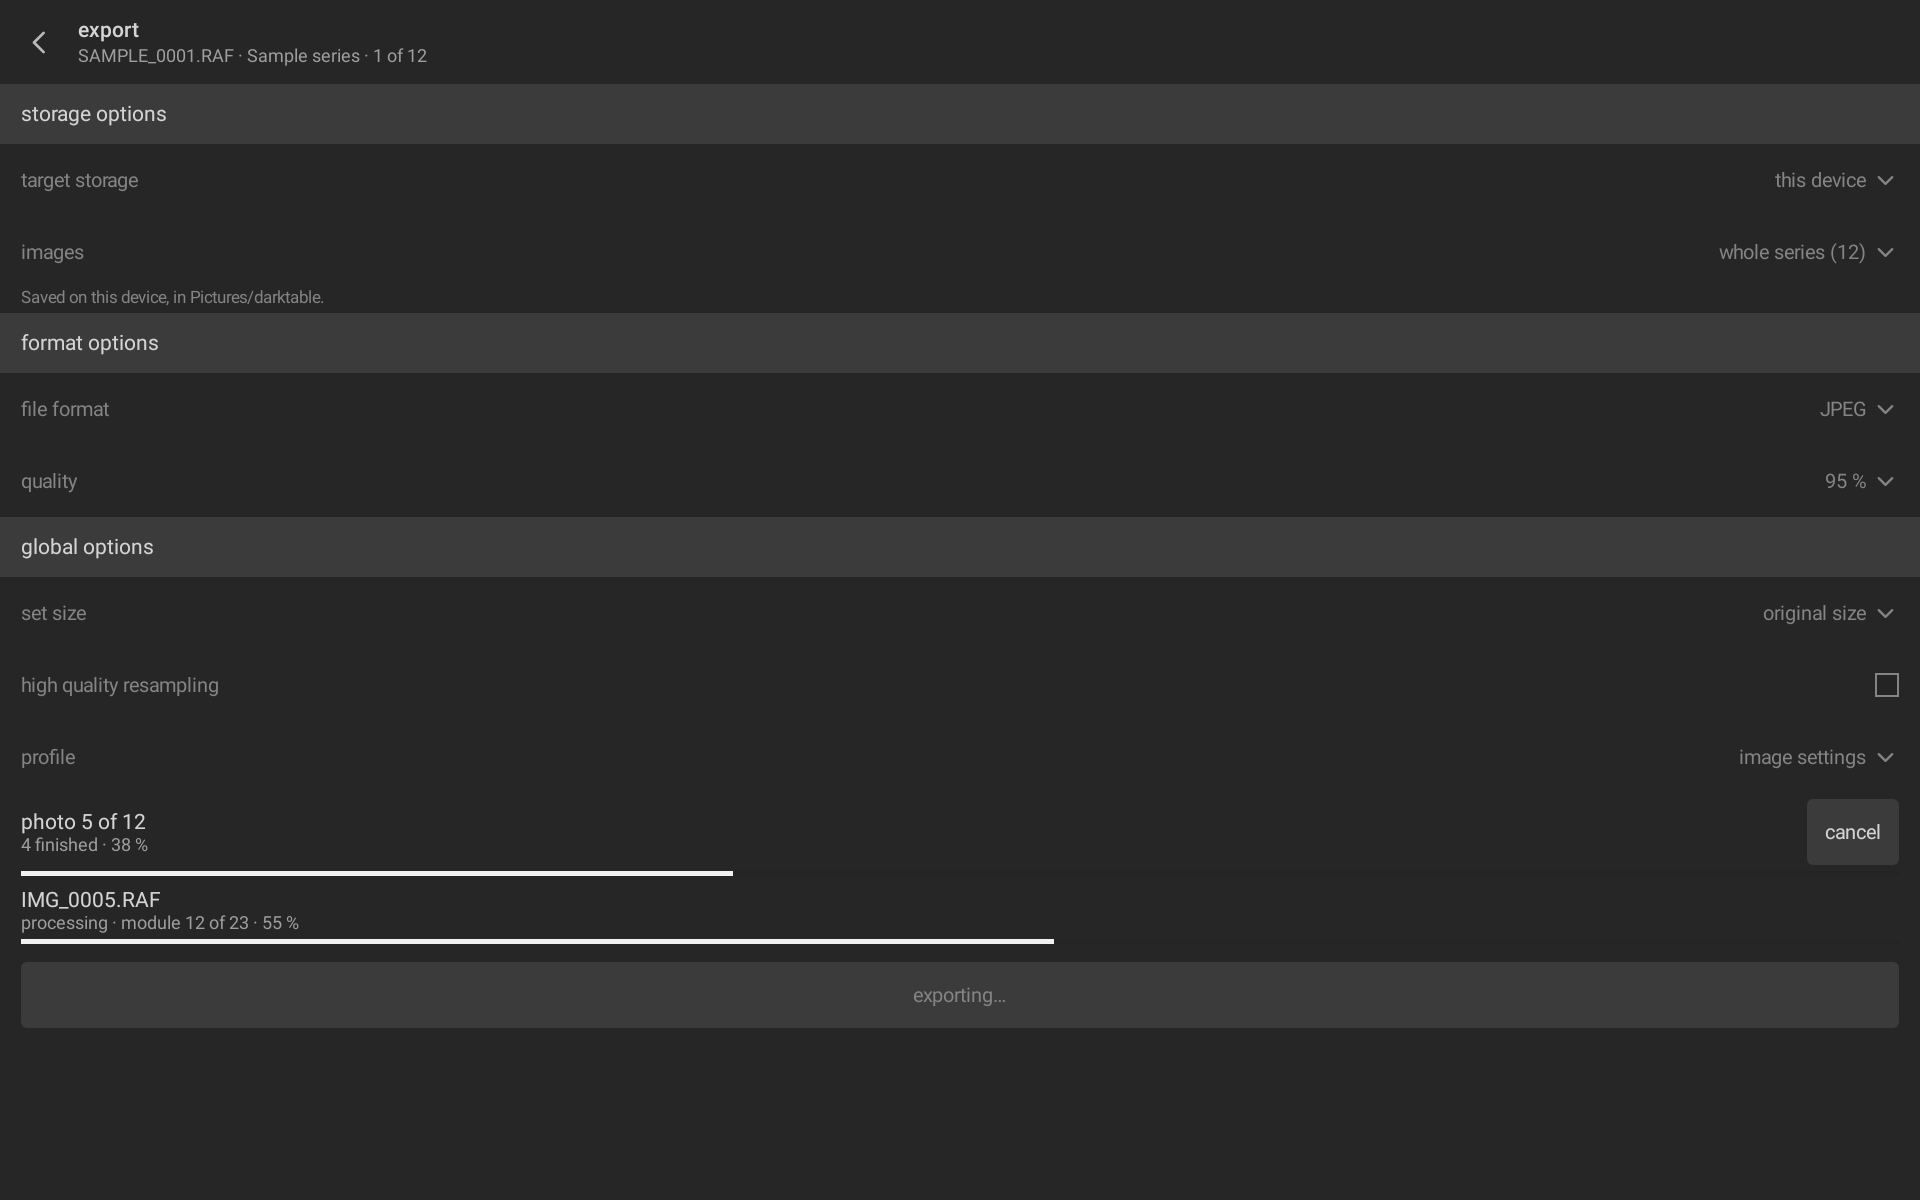 export
SAMPLE_0001.RAF · Sample series · 1 of 12
storage options
target storage this device
images whole series (12)
Saved on this device, in Pictures/darktable.
format options
file format JPEG
quality 95 %
global options
set size original size
high quality resampling
profile image settings
photo 5 of 12
4 finished · 38 %
cancel
IMG_0005.RAF
processing · module 12 of 23 · 55 %
exporting...